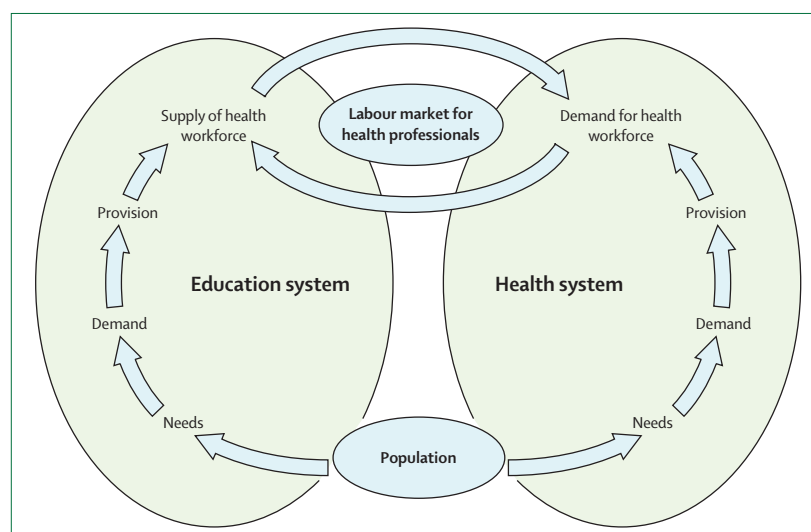 Supply of health
workforce
Labour market for
health professionals
Demand for health
workforce
Provision
Provision
Education system
Health system
Demand
Demand
Needs
Needs
Population